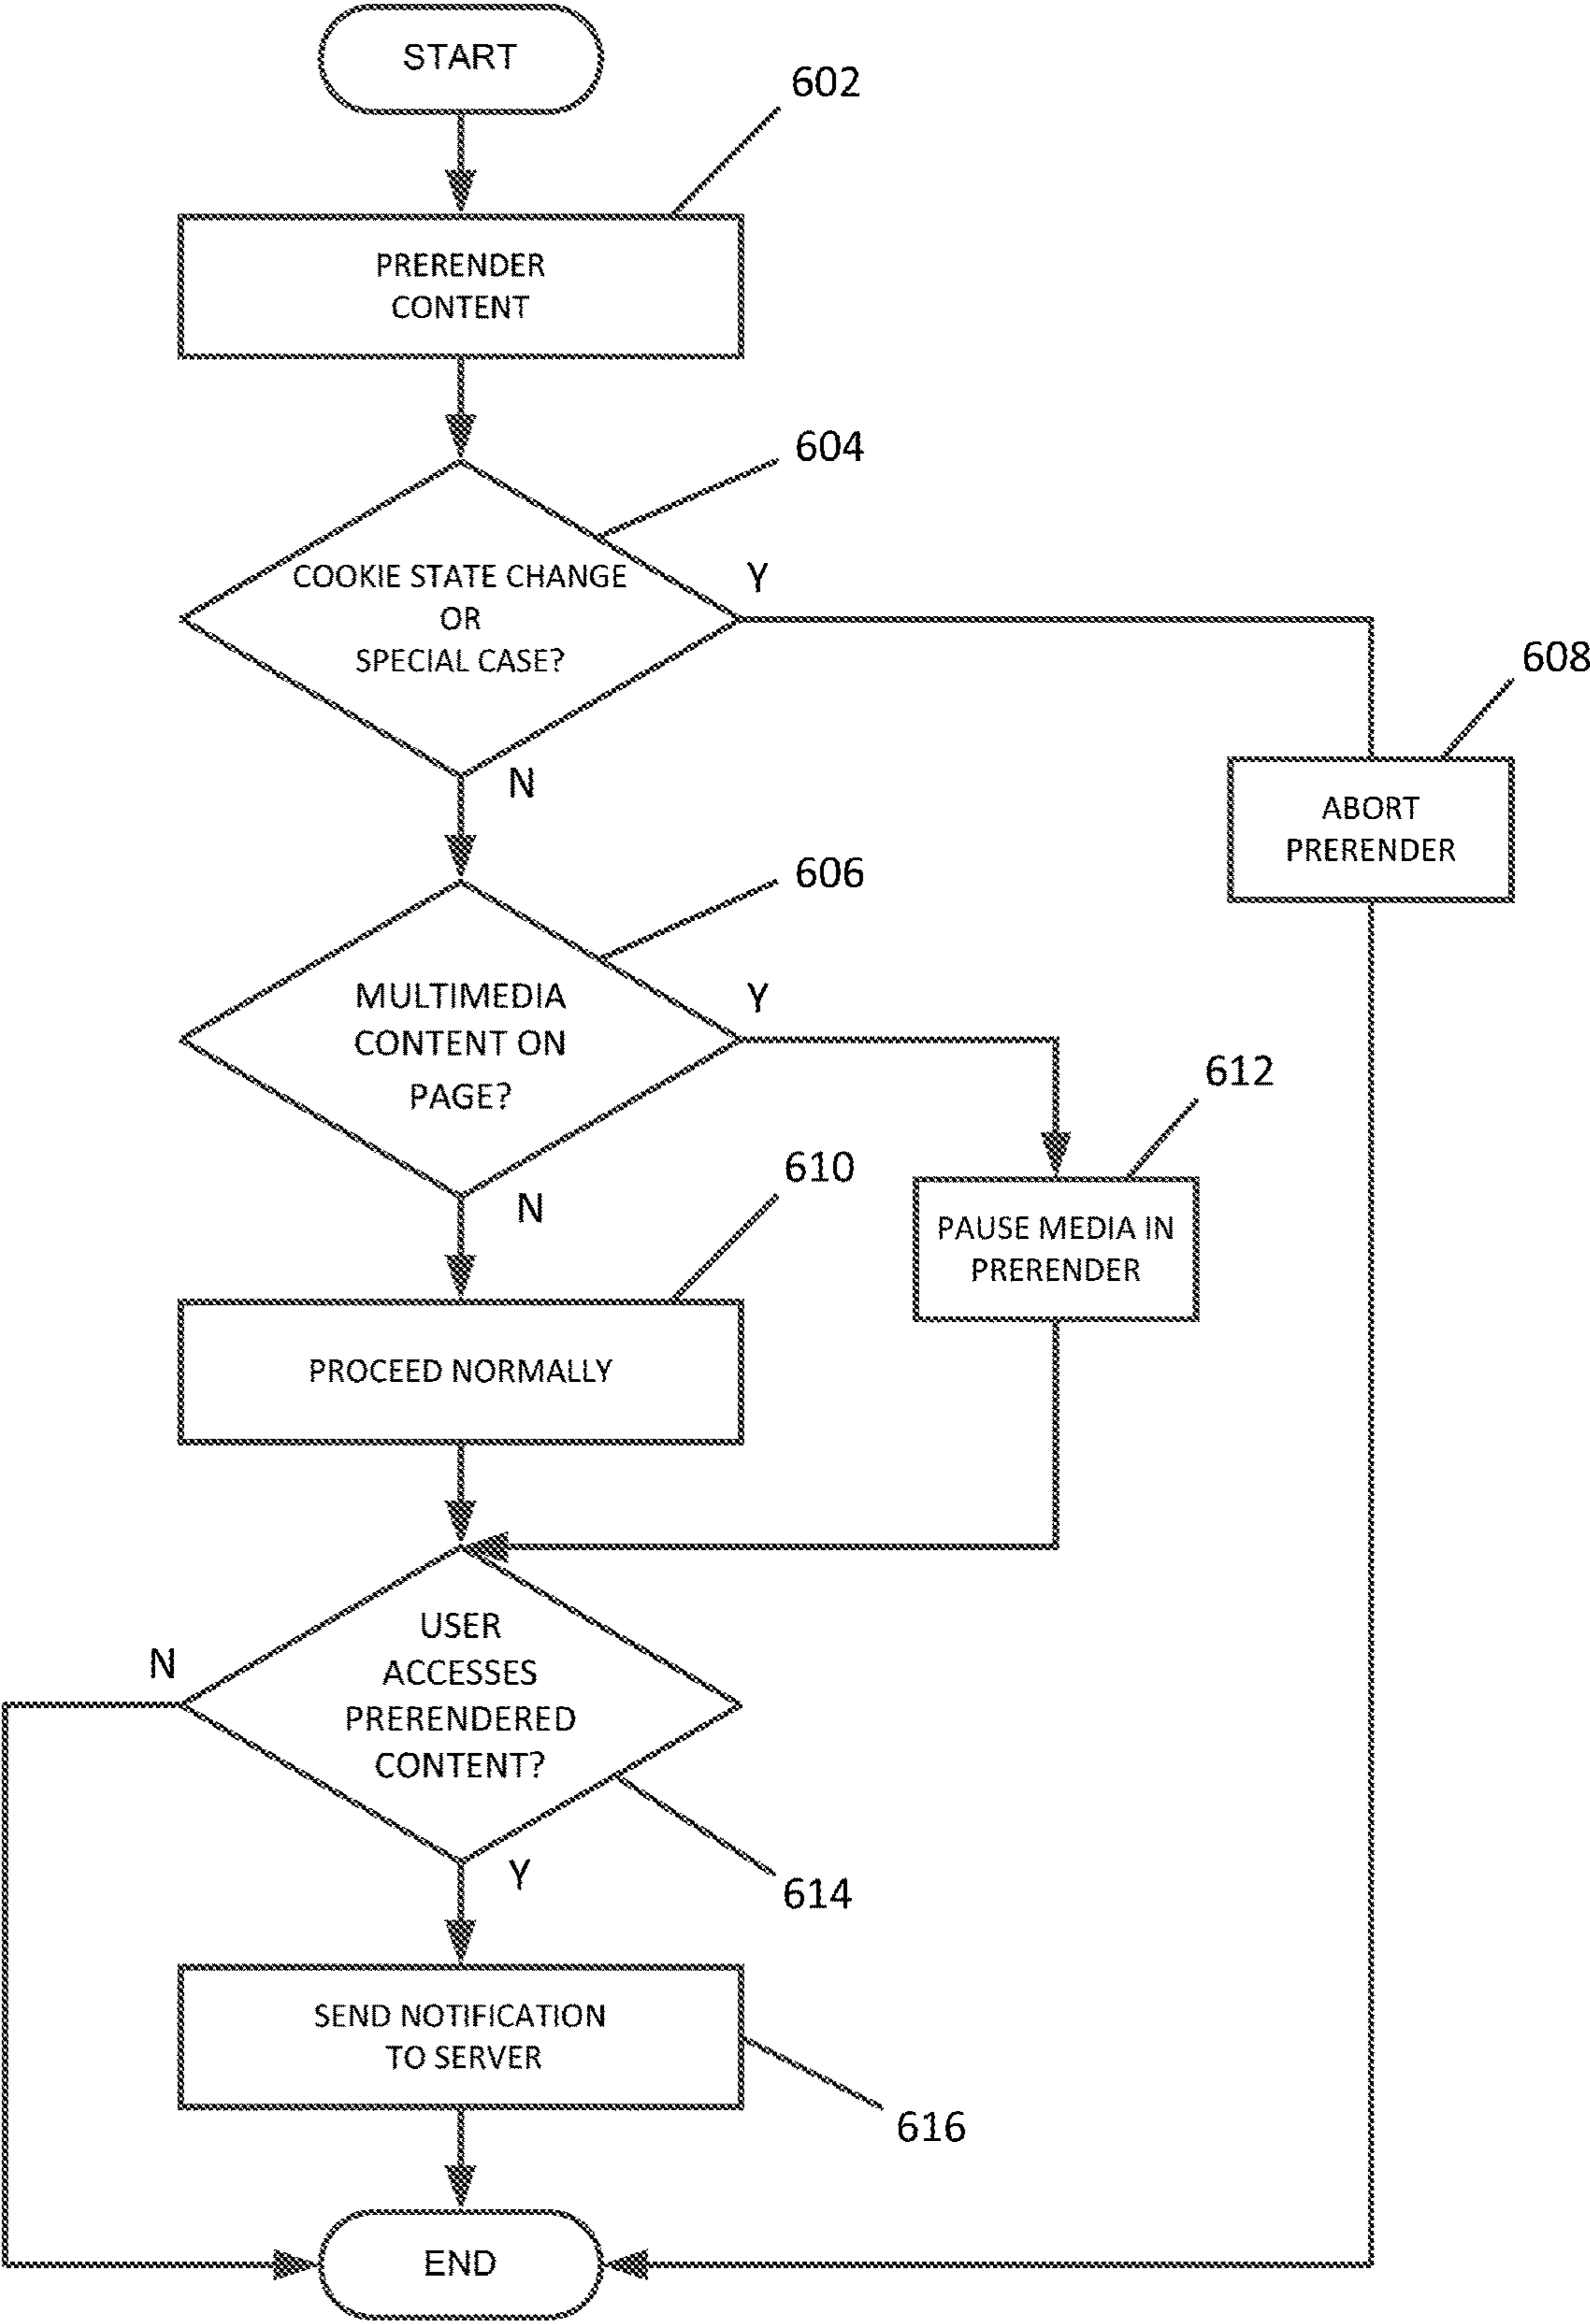 START
602
PRERENDER
CONTENT
604
COOKIE STATE CHANGE
OR
SPECIAL CASE?
Y
N
608
ABORT
PRERENDER
606
MULTIMEDIA
CONTENT ON
PAGE?
Y
N
612
PAUSE MEDIA IN
PRERENDER
610
PROCEED NORMALLY
USER
ACCESSES
PRERENDERED
CONTENT?
N
Y
614
SEND NOTIFICATION
TO SERVER
616
END